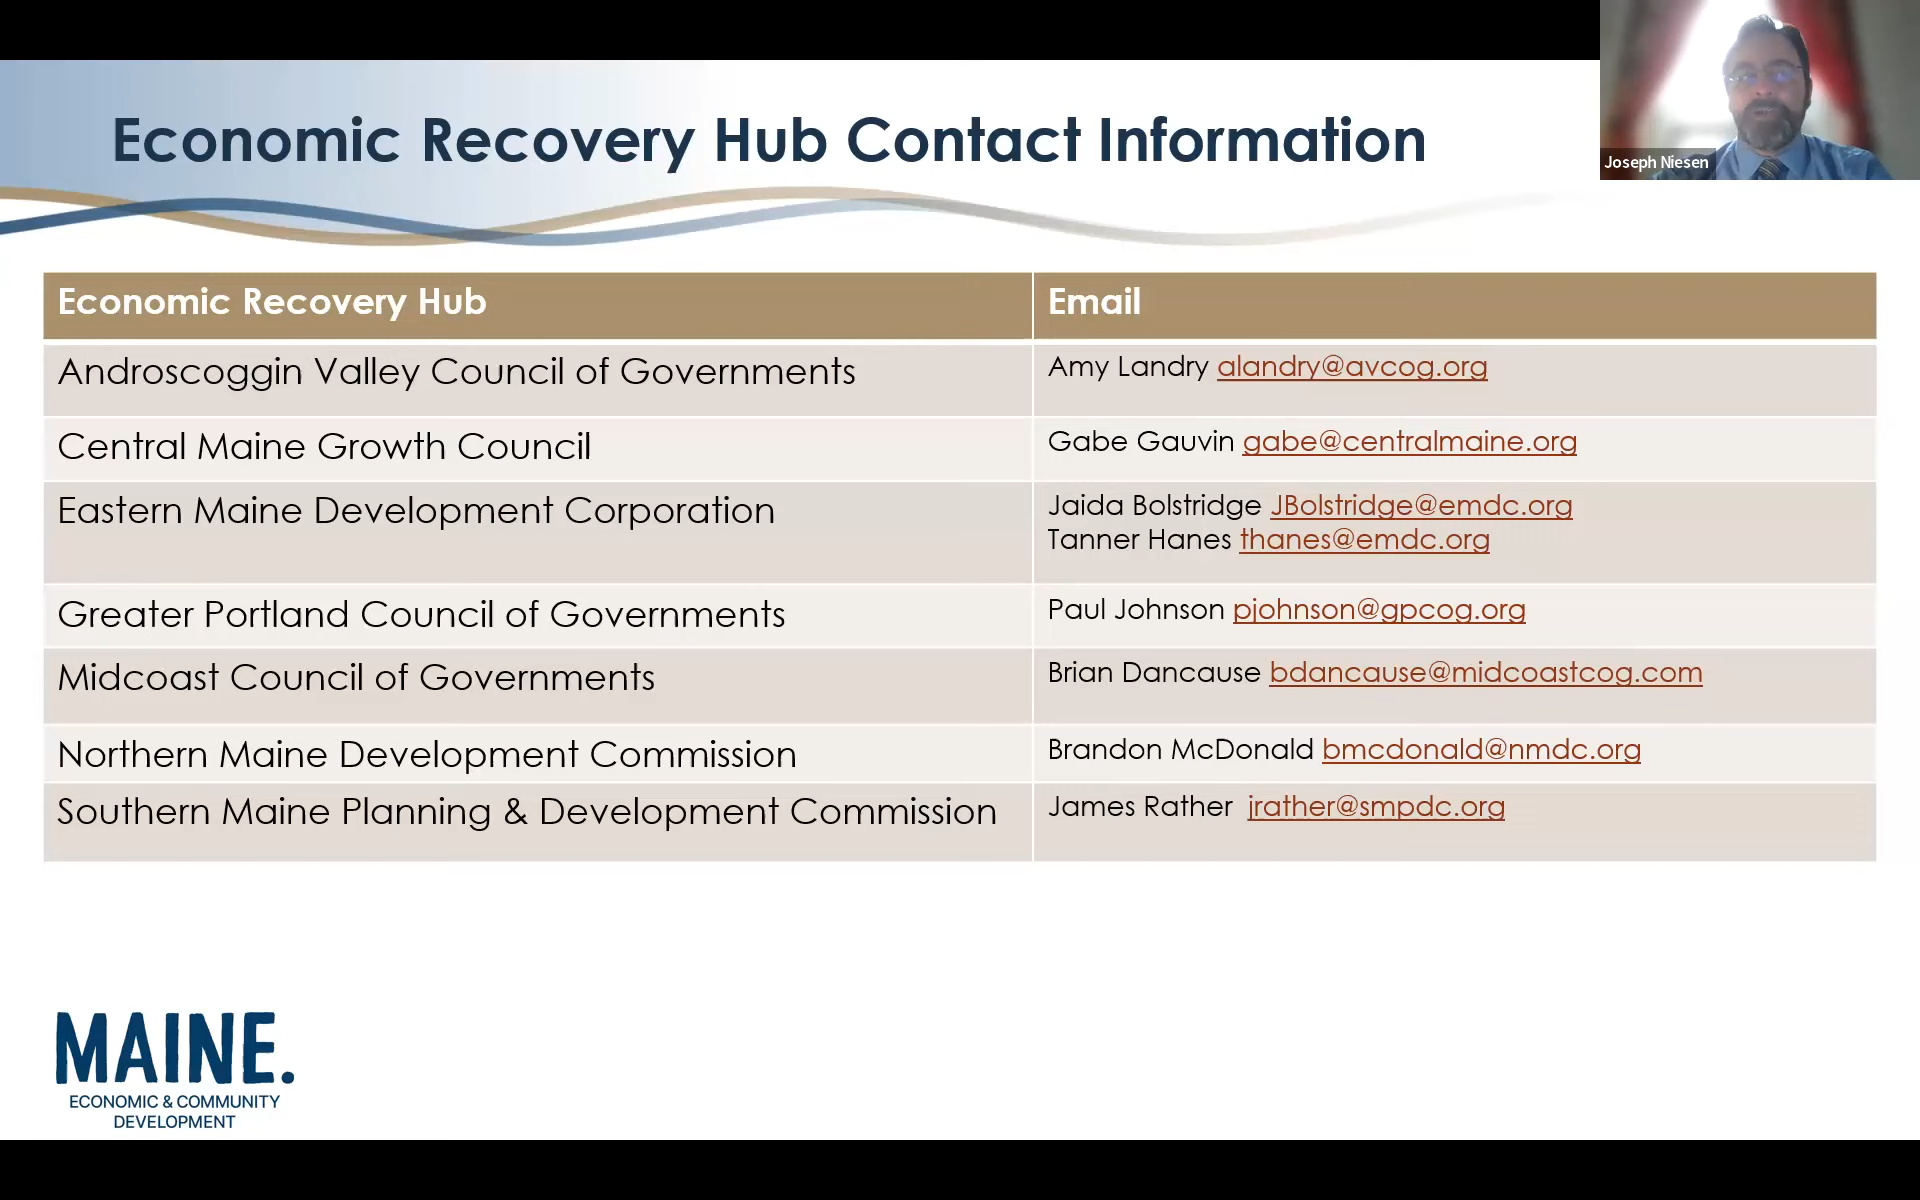 Economic Recovery Hub Contact Information
Joseph Niesen
Economic Recovery Hub Email
Androscoggin Valley Council of Governments Amy Landry alandry@avcog.org
Central Maine Growth Council Gabe Gauvin gabe@centralmaine.org
Eastern Maine Development Corporation Jaida Bolstridge JBolstridge@emdc.org
Tanner Hanes thanes@emdc.org
Greater Portland Council of Governments Paul Johnson pjohnson@gpcog.org
Midcoast Council of Governments Brian Dancause bdancause@midcoastcog.com
Northern Maine Development Commission Brandon McDonald bmcdonald@nmdc.org
Southern Maine Planning & Development Commission James Rather jrather@smpdc.org
MAINE.
ECONOMIC & COMMUNITY
DEVELOPMENT